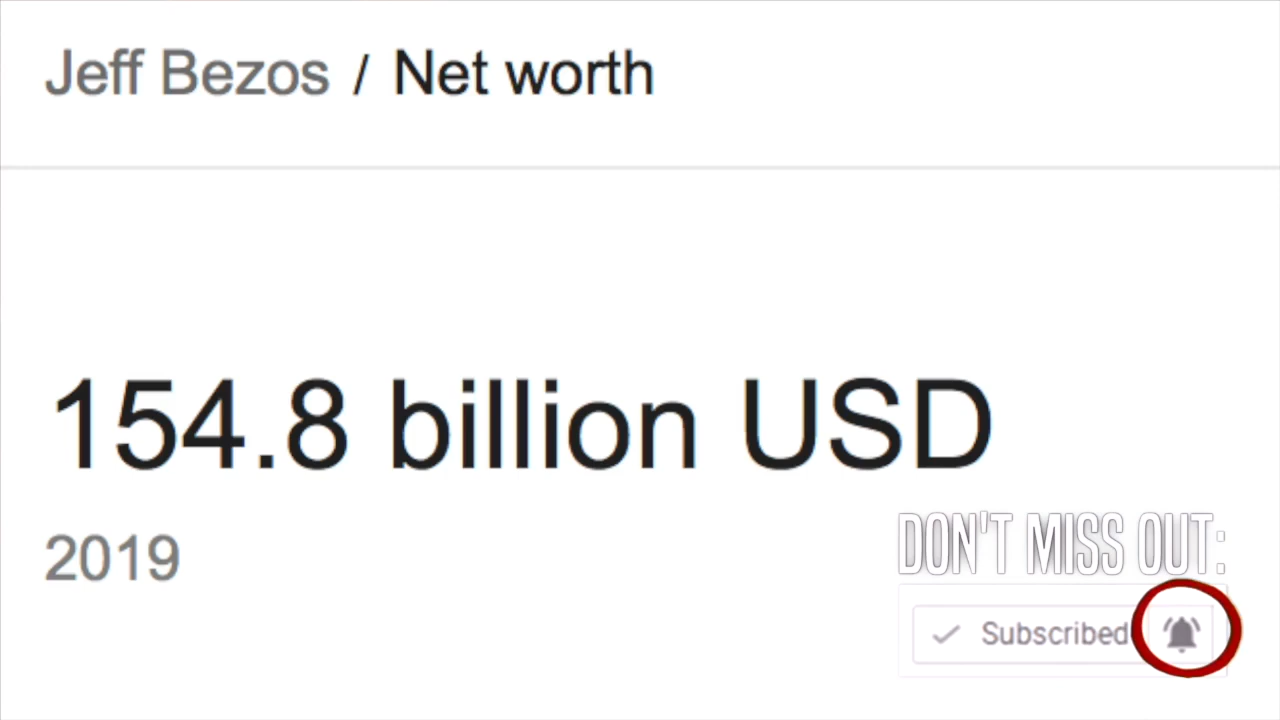 Jeff Bezos / Net worth
154.8 billion USD
2019
DON'T MISS OUT:
Subscribed